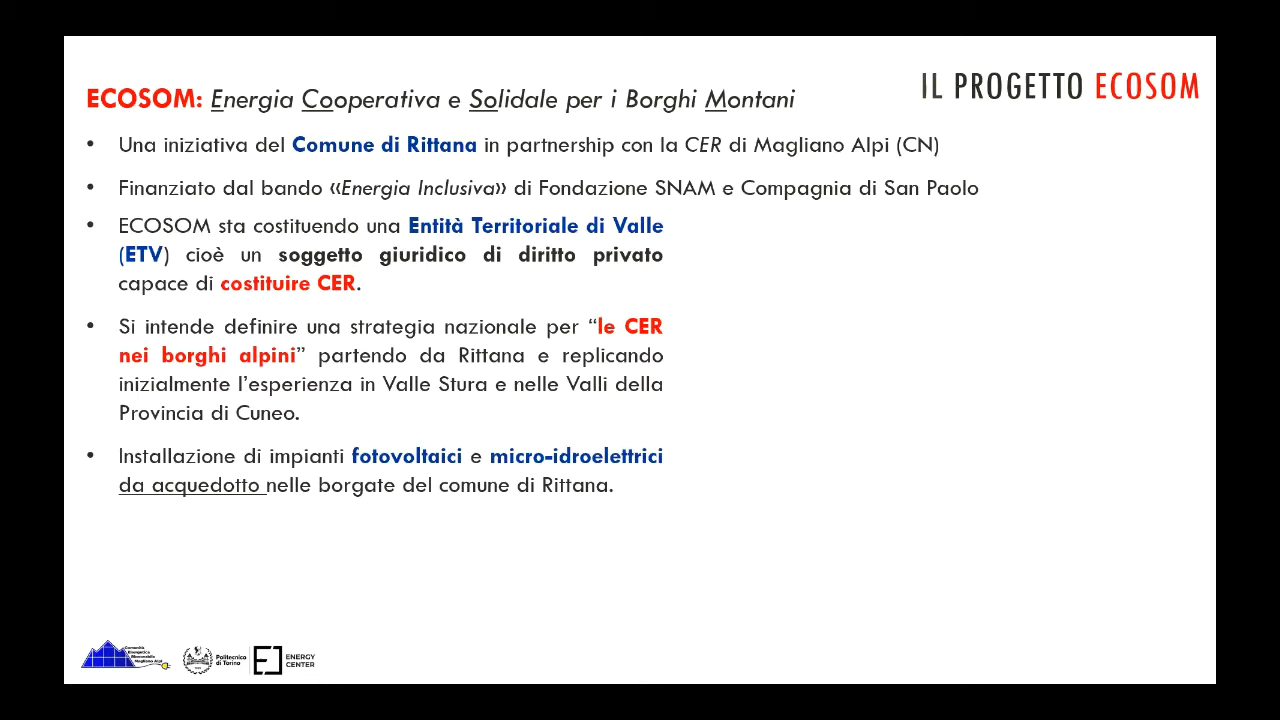 IL PROGETTO ECOSOM
ECOSOM: Energia Cooperativa e Solidale per i Borghi Montani
• Una iniziativa del Comune di Rittana in partnership con la CER di Magliano Alpi (CN)
• Finanziato dal bando «Energia Inclusiva» di Fondazione SNAM e Compagnia di San Paolo
• ECOSOM sta costituendo una Entità Territoriale di Valle
(ETV) cioè un soggetto giuridico di diritto privato
capace di costituire CER.
• Si intende definire una strategia nazionale per “le CER
nei borghi alpini” partendo da Rittana e replicando
inizialmente l’esperienza in Valle Stura e nelle Valli della
Provincia di Cuneo.
• Installazione di impianti fotovoltaici e micro-idroelettrici
da acquedotto nelle borgate del comune di Rittana.
Comunità
Energetica
Rinnovabile
Magliano Alpi
Politecnico
di Torino
ENERGY
CENTER